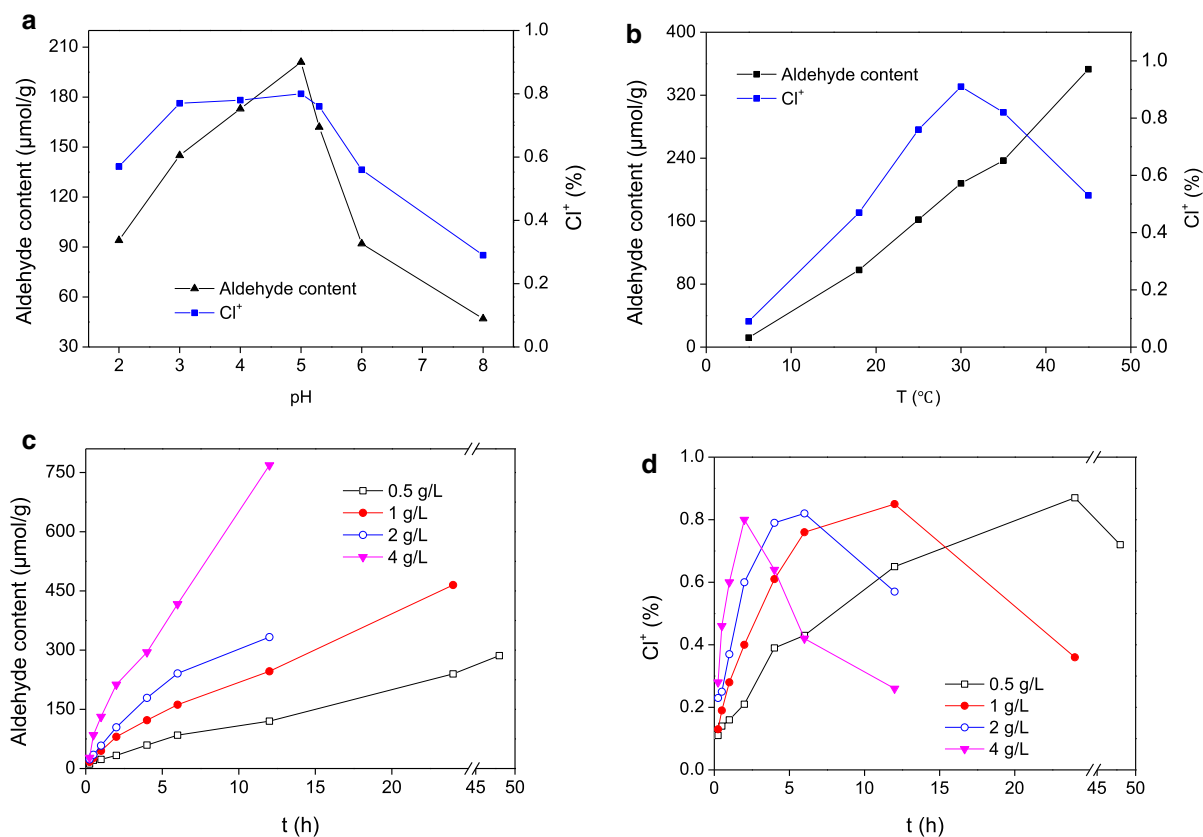 a
Aldehyde content (μmol/g)
210
180
150
120
90
60
30
1.0
0.8
0.6
0.4
0.2
0.0
Cl⁺ (%)
Aldehyde content
Cl⁺
2 3 4 5 6 7 8
pH
b
Aldehyde content (μmol/g)
400
320
240
160
80
0
1.0
0.8
0.6
0.4
0.2
0.0
Cl⁺ (%)
Aldehyde content
Cl⁺
0 10 20 30 40 50
T (℃)
c
Aldehyde content (μmol/g)
750
600
450
300
150
0
0.5 g/L
1 g/L
2 g/L
4 g/L
0 5 10 15 20 45 50
t (h)
d
Cl⁺ (%)
1.0
0.8
0.6
0.4
0.2
0.0
0.5 g/L
1 g/L
2 g/L
4 g/L
0 5 10 15 20 45 50
t (h)